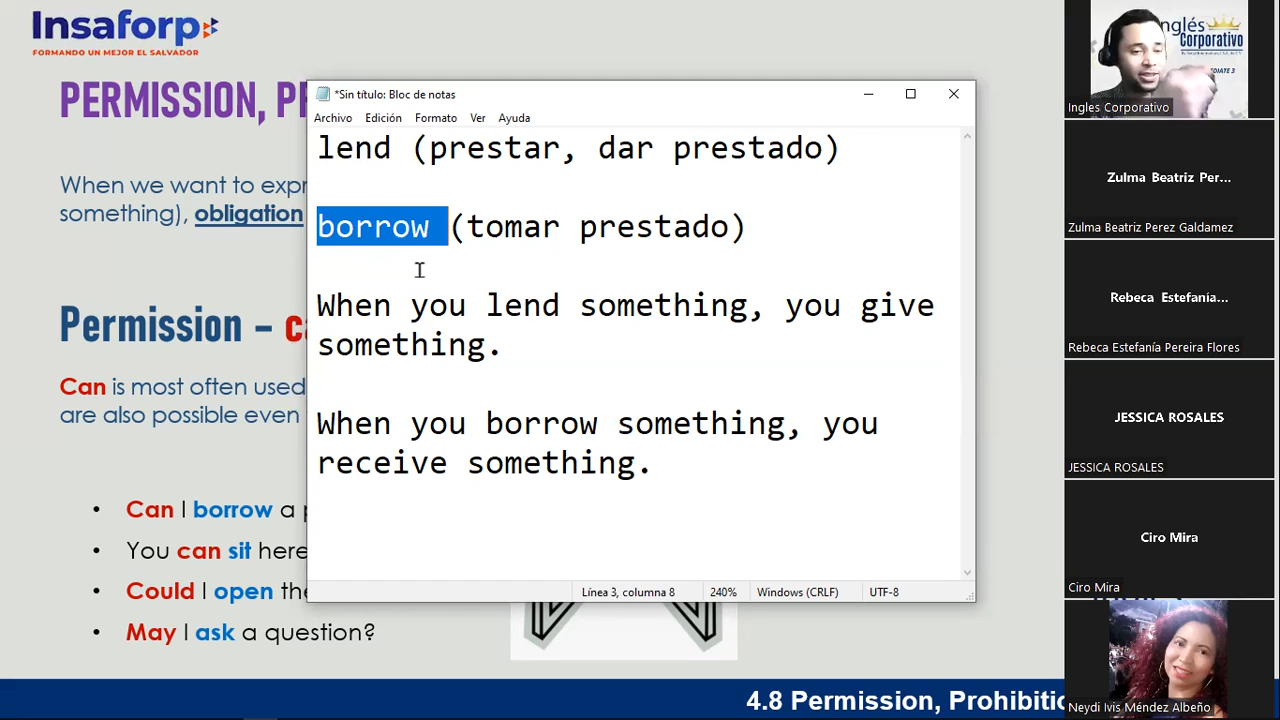 Insaforp
FORMANDO UN MEJOR EL SALVADOR
PERMISSION, PR
When we want to expr
something), obligation
Permission – ca
Can is most often used
are also possible even
• Can I borrow a p
• You can sit here
• Could I open the
• May I ask a question?
4.8 Permission, Prohibitio
*Sin título: Bloc de notas
Archivo Edición Formato Ver Ayuda
lend (prestar, dar prestado)
borrow (tomar prestado)
When you lend something, you give
something.
When you borrow something, you
receive something.
Línea 3, columna 8 240% Windows (CRLF) UTF-8
Inglés
Corporativo
Ingles Corporativo
Zulma Beatriz Per...
Zulma Beatriz Perez Galdamez
Rebeca Estefanía...
Rebeca Estefanía Pereira Flores
JESSICA ROSALES
JESSICA ROSALES
Ciro Mira
Ciro Mira
Neydi Ivis Méndez Albeño